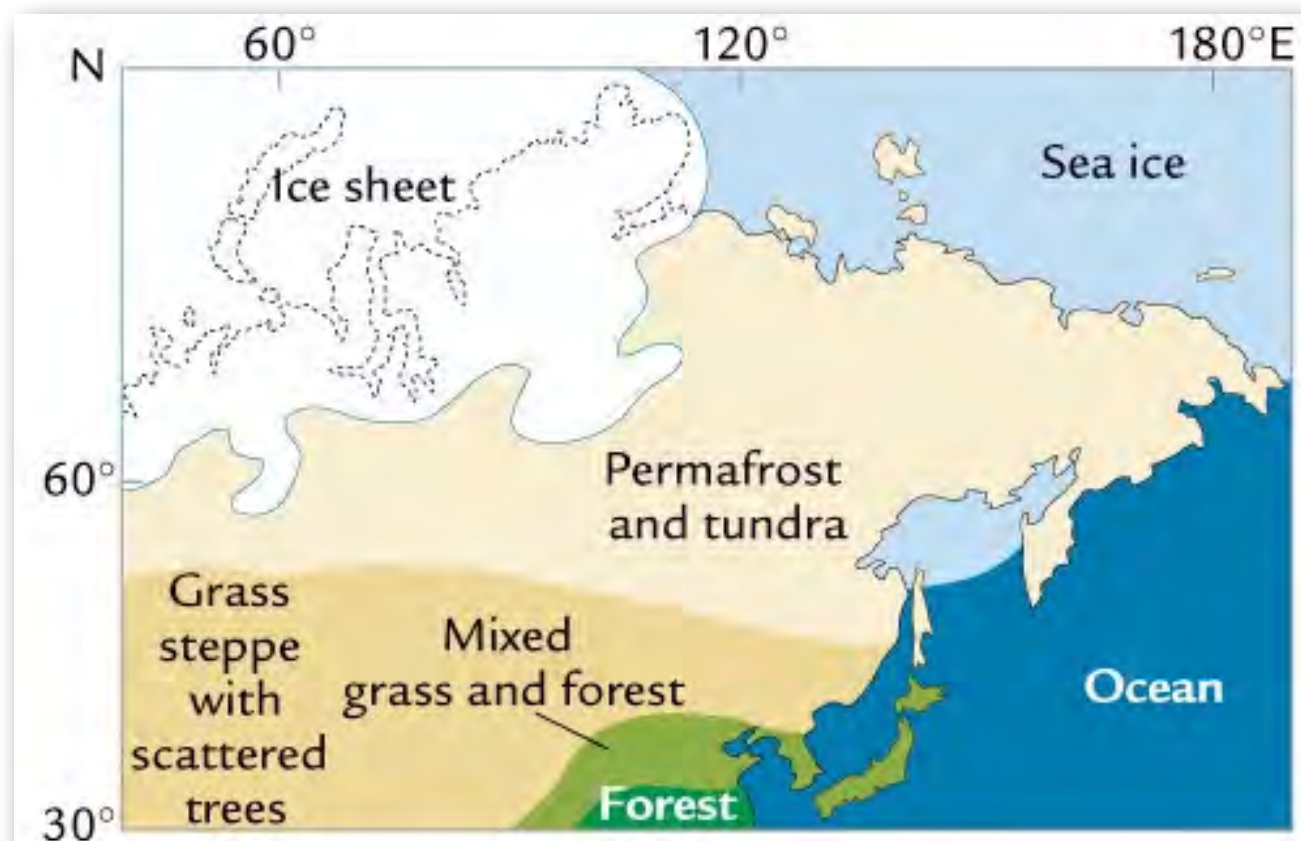 60° 120° 180°E
N
Ice sheet
Sea ice
60°
Permafrost
and tundra
Grass
steppe
with
scattered
trees
Mixed
grass and forest
Ocean
Forest
30°